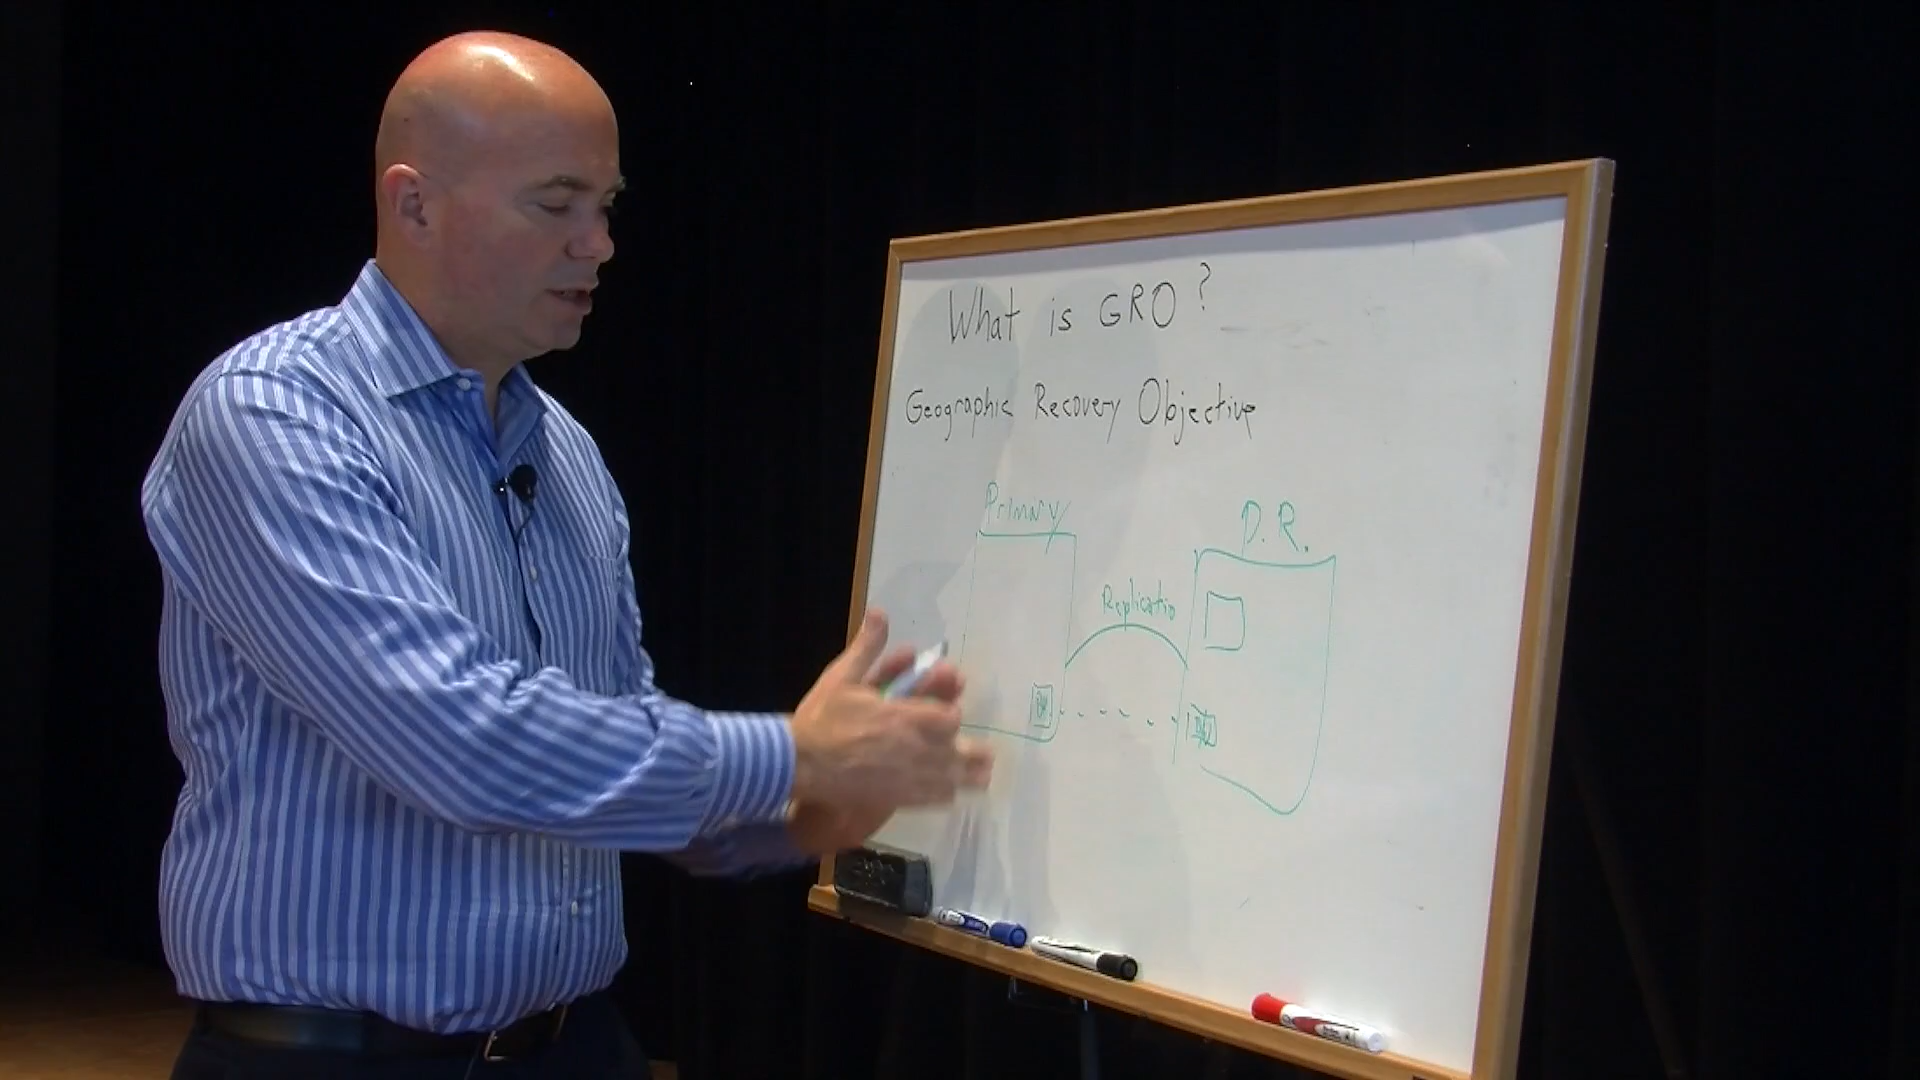 What is GRO?
Geographic Recovery Objective
Primary
D.R.
Replication